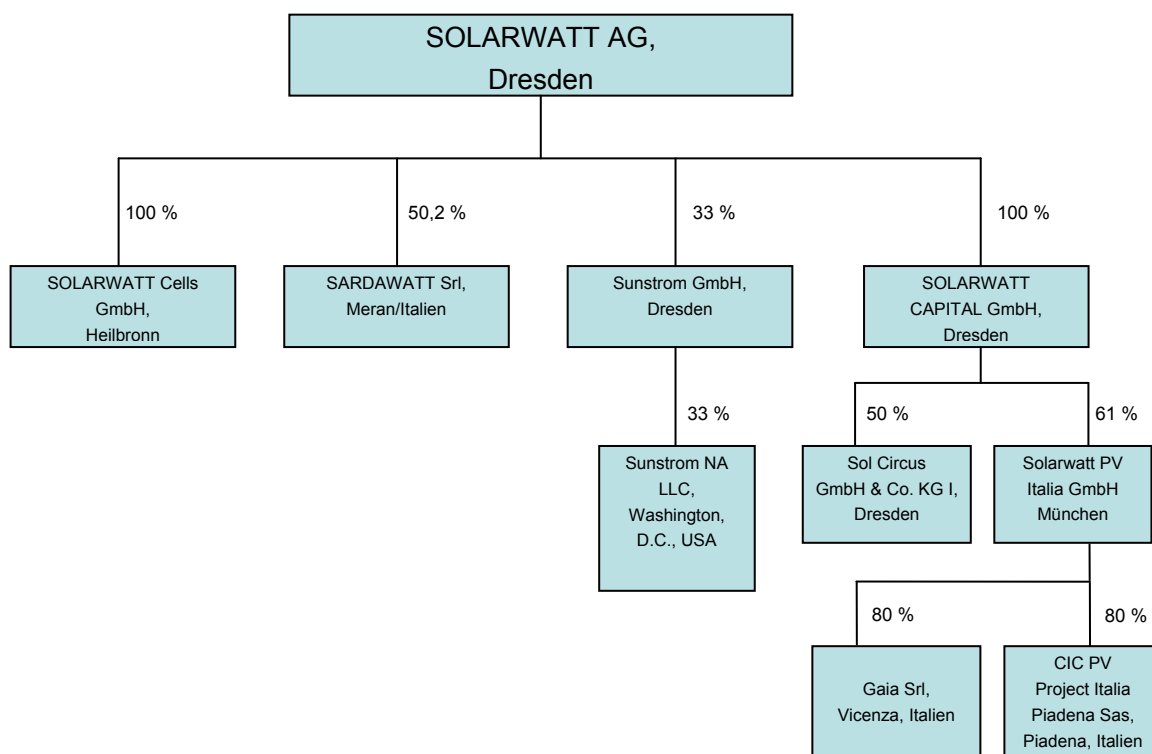 SOLARWATT AG,
Dresden
100 %
50,2 %
33 %
100 %
SOLARWATT Cells
GmbH,
Heilbronn
SARDAWATT Srl,
Meran/Italien
Sunstrom GmbH,
Dresden
SOLARWATT
CAPITAL GmbH,
Dresden
33 %
50 %
61 %
Sunstrom NA
LLC,
Washington,
D.C., USA
Sol Circus
GmbH & Co. KG I,
Dresden
Solarwatt PV
Italia GmbH
München
80 %
80 %
Gaia Srl,
Vicenza, Italien
CIC PV
Project Italia
Piadena Sas,
Piadena, Italien